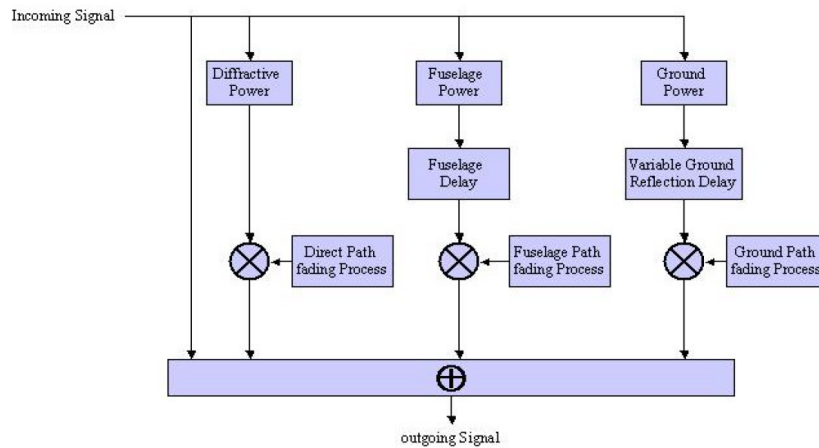 Incoming Signal
Diffractive
Power
Fuselage
Power
Ground
Power
Fuselage
Delay
Variable Ground
Reflection Delay
Direct Path
fading Process
Fuselage Path
fading Process
Ground Path
fading Process
outgoing Signal